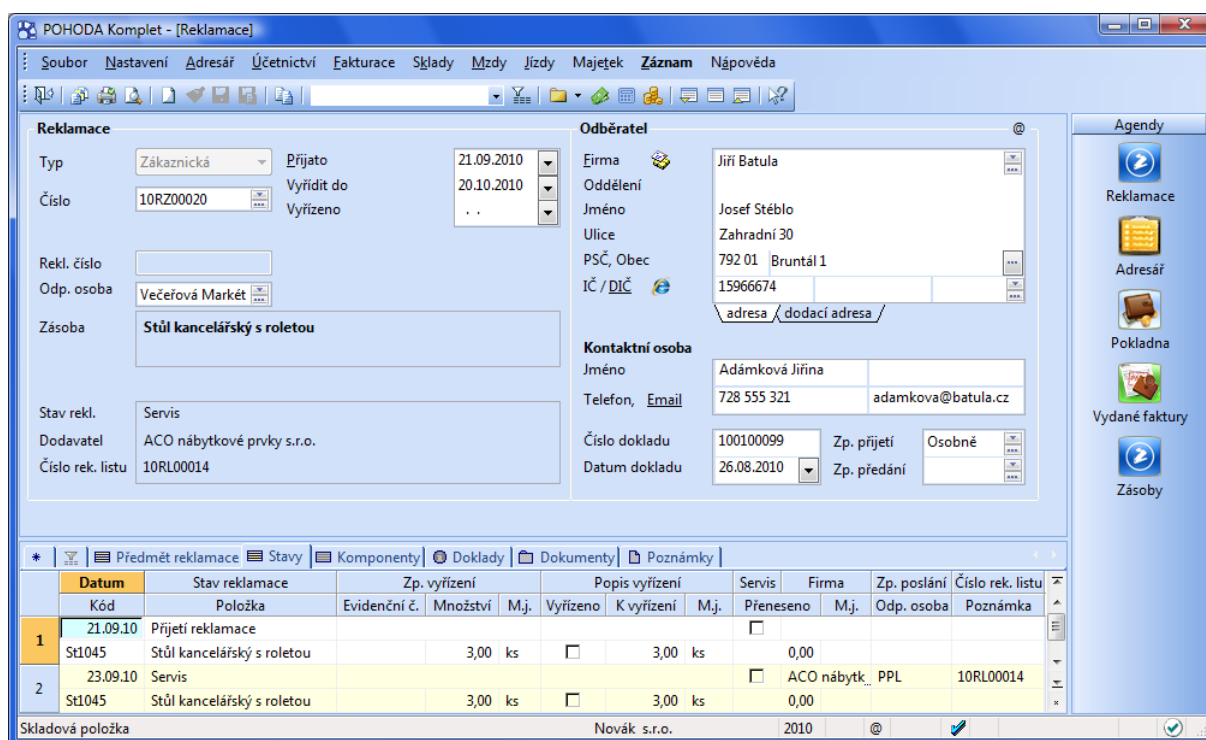 POHODA Komplet - [Reklamace]
Soubor Nastavení Adresář Účetnictví Fakturace Sklady Mzdy Jízdy Majetek Záznam Nápověda
Reklamace
Typ Zákaznická Přijato 21.09.2010
Vyřídit do 20.10.2010
Číslo 10RZ00020 Vyřízeno . .
Rekl. číslo
Odp. osoba Večeřová Markét
Zásoba Stůl kancelářský s roletou
Stav rekl. Servis
Dodavatel ACO nábytkové prvky s.r.o.
Číslo rek. listu 10RL00014
Odběratel @
Firma Jiří Batula
Oddělení
Jméno Josef Stéblo
Ulice Zahradní 30
PSČ, Obec 792 01 Bruntál 1
IČ / DIČ 15966674
adresa dodací adresa
Kontaktní osoba
Jméno Adámková Jiřina
Telefon, Email 728 555 321 adamkova@batula.cz
Číslo dokladu 100100099 Zp. přijetí Osobně
Datum dokladu 26.08.2010 Zp. předání
Agendy
Reklamace
Adresář
Pokladna
Vydané faktury
Zásoby
* Předmět reklamace Stavy Komponenty Doklady Dokumenty Poznámky
Datum Stav reklamace Zp. vyřízení Popis vyřízení Servis Firma Zp. poslání Číslo rek. listu
Kód Položka Evidenční č. Množství M.j. Vyřízeno K vyřízení M.j. Přeneseno M.j. Odp. osoba Poznámka
1 21.09.10 Přijetí reklamace
St1045 Stůl kancelářský s roletou 3,00 ks 3,00 ks 0,00
2 23.09.10 Servis ACO nábytk... PPL 10RL00014
St1045 Stůl kancelářský s roletou 3,00 ks 3,00 ks 0,00
Skladová položka Novák s.r.o. 2010 @